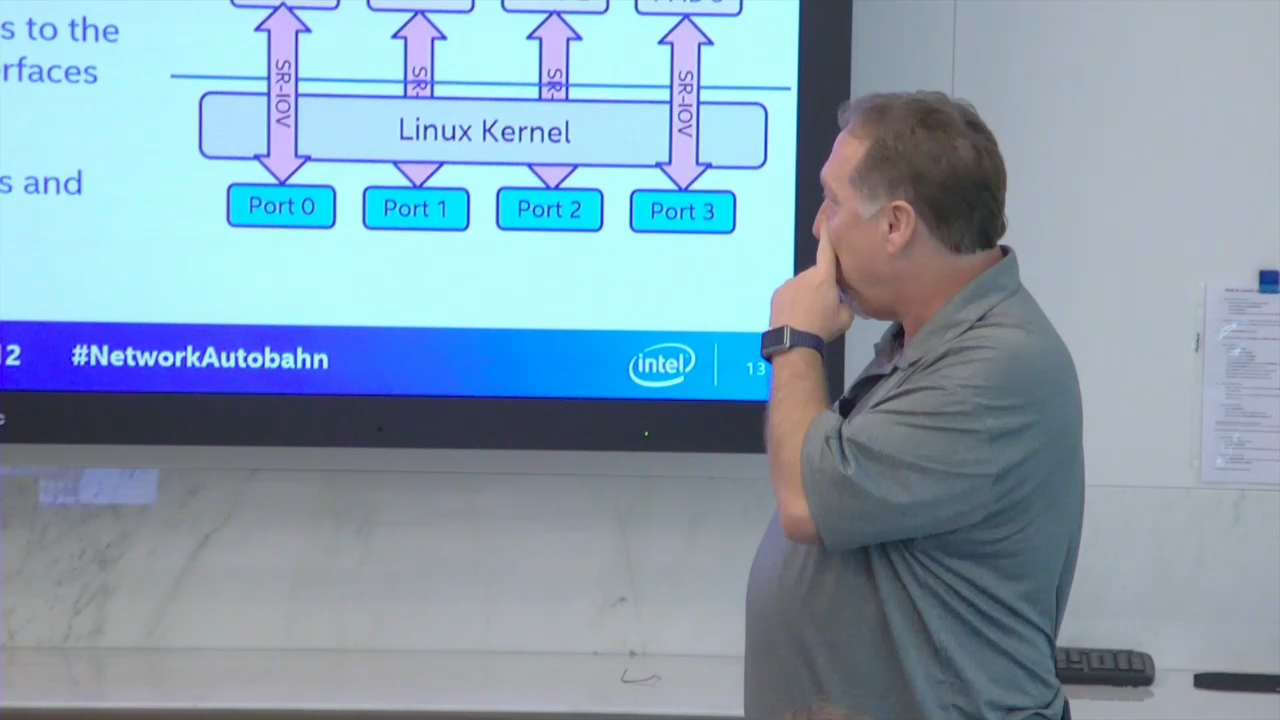 s to the
rfaces
s and
SR-IOV
SR-
SR-
SR-IOV
Linux Kernel
Port 0
Port 1
Port 2
Port 3
12
#NetworkAutobahn
intel
13